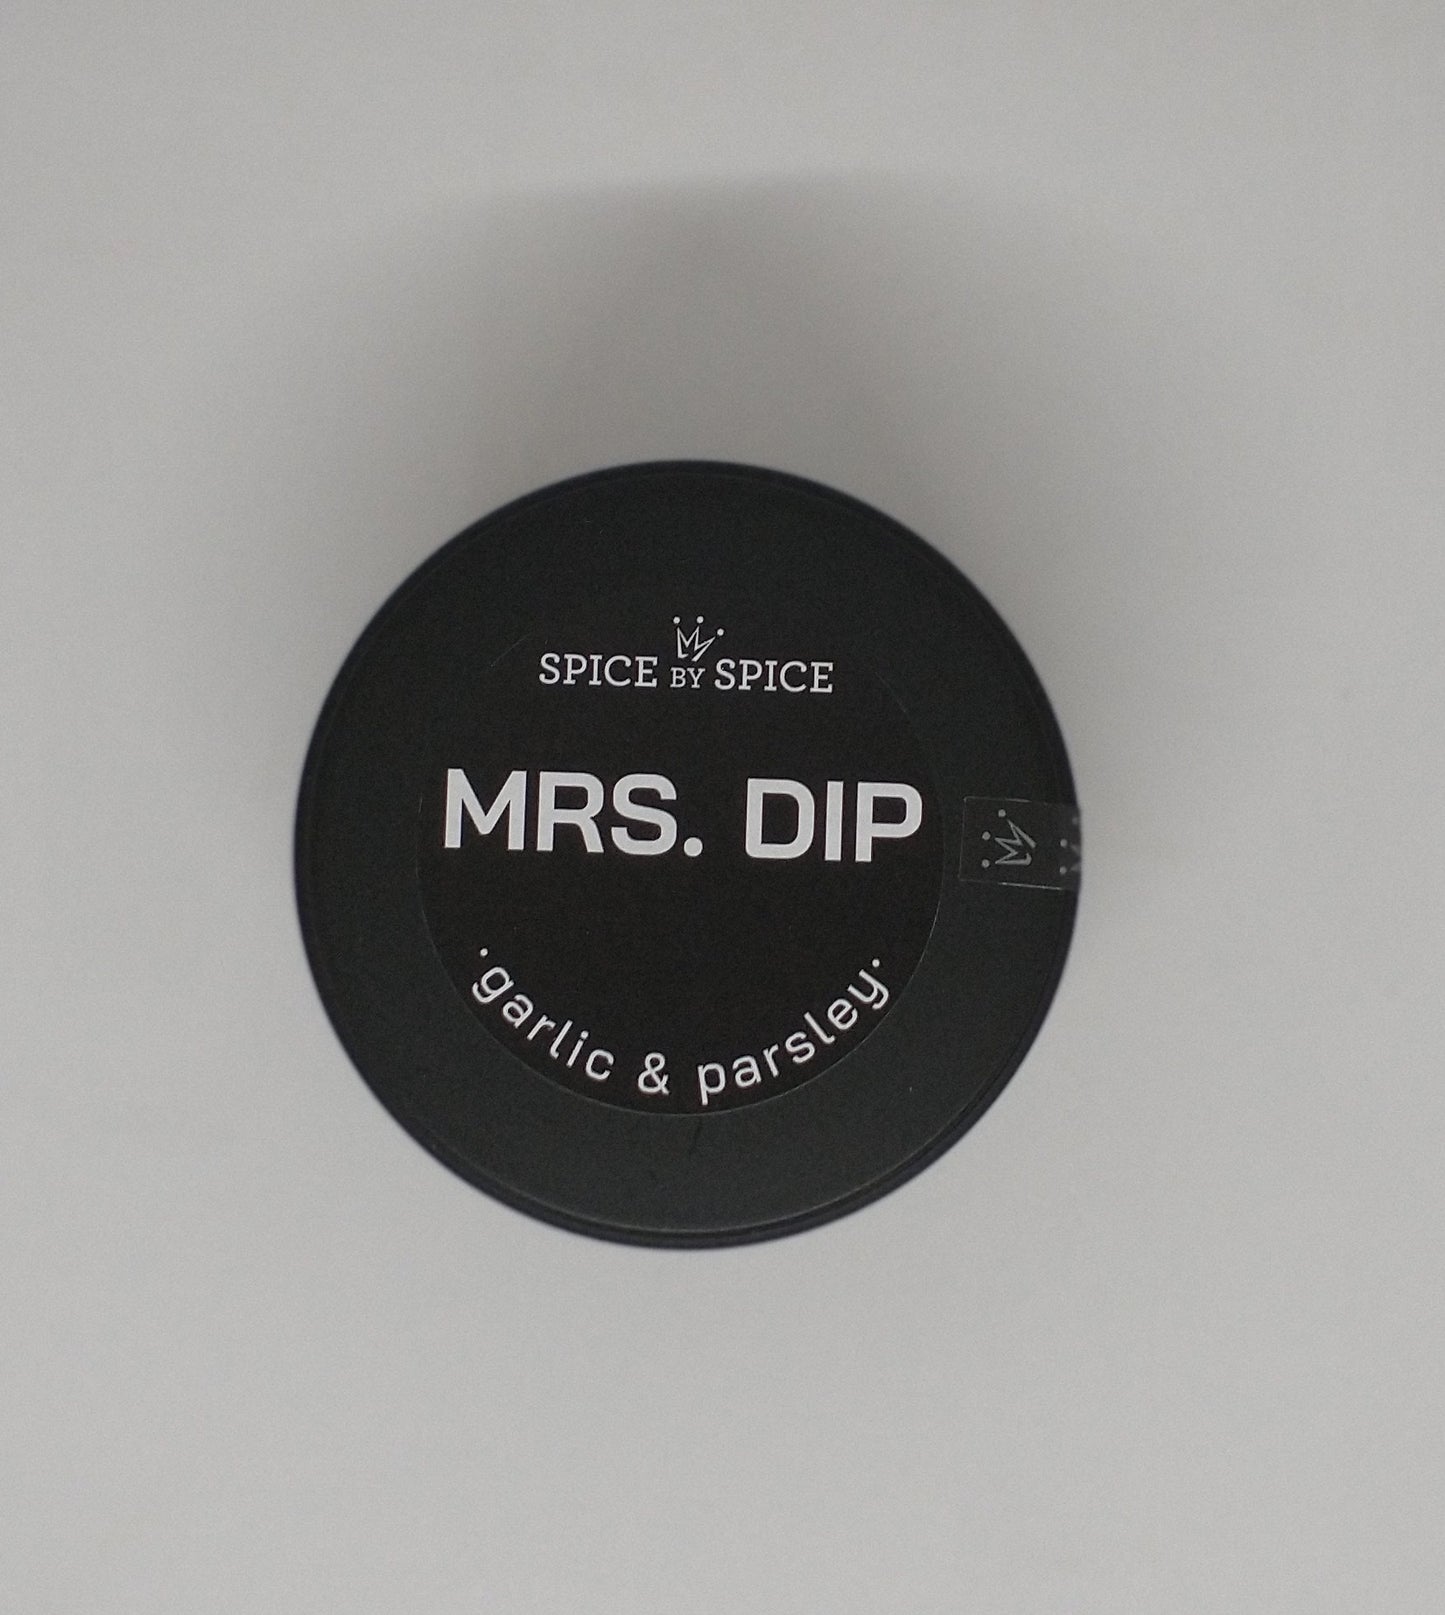 SPICE BY SPICE
MRS. DIP
·garlic & parsley·